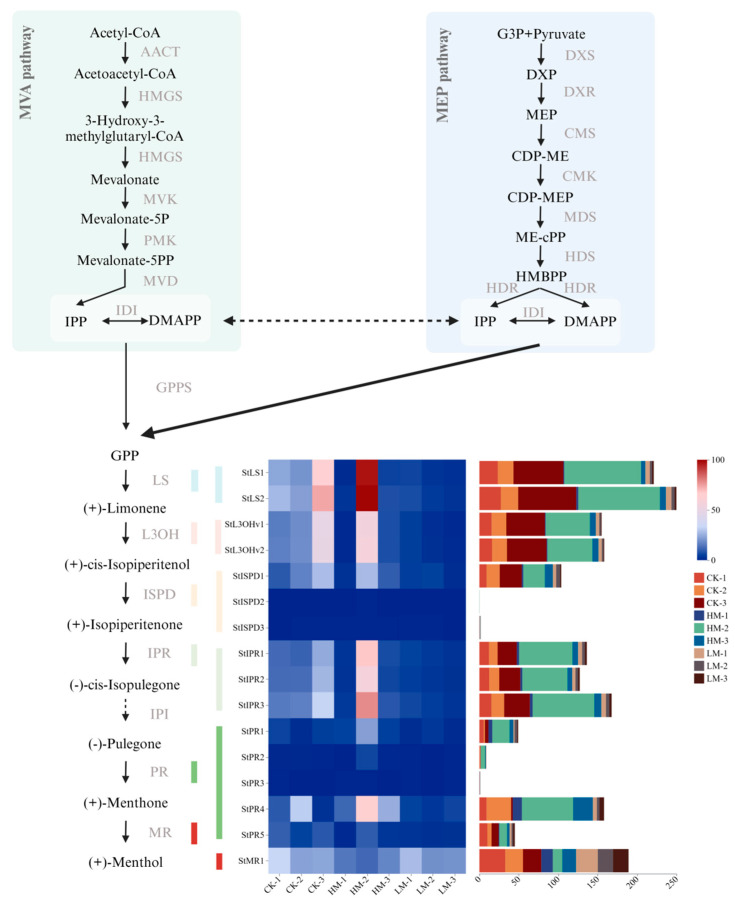 MVA pathway
Acetyl-CoA
AACT
Acetoacetyl-CoA
HMGS
3-Hydroxy-3-
methylglutaryl-CoA
HMGS
Mevalonate
MVK
Mevalonate-5P
PMK
Mevalonate-5PP
MVD
IPP
IDI
DMAPP
MEP pathway
G3P+Pyruvate
DXS
DXP
DXR
MEP
CMS
CDP-ME
CMK
CDP-MEP
MDS
ME-cPP
HDS
HMBPP
HDR
HDR
IPP
IDI
DMAPP
GPPS
GPP
LS
(+)-Limonene
L3OH
(+)-cis-Isopiperitenol
ISPD
(+)-Isopiperitenone
IPR
(-)-cis-Isopulegone
IPI
(-)-Pulegone
PR
(+)-Menthone
MR
(+)-Menthol
StLS1
StLS2
StL3OHv1
StL3OHv2
StISPD1
StISPD2
StISPD3
StIPR1
StIPR2
StIPR3
StPR1
StPR2
StPR3
StPR4
StPR5
StMR1
CK-1
CK-2
CK-3
HM-1
HM-2
HM-3
LM-1
LM-2
LM-3
0
50
100
150
200
250
100
50
0
CK-1
CK-2
CK-3
HM-1
HM-2
HM-3
LM-1
LM-2
LM-3